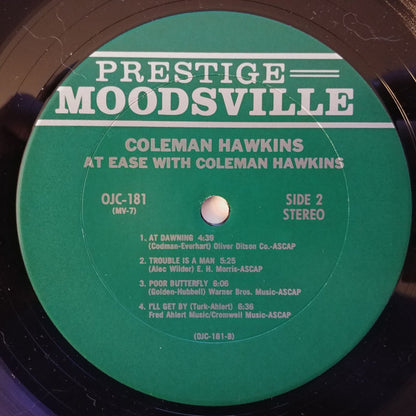 PRESTIGE
MOODSVILLE
COLEMAN HAWKINS
AT EASE WITH COLEMAN HAWKINS
OJC-181
(MV-7)
SIDE 2
STEREO
1. AT DAWNING 4:39
(Cadman-Everhart) Oliver Ditson Co.-ASCAP
2. TROUBLE IS A MAN 5:25
(Alec Wilder) E. H. Morris-ASCAP
3. POOR BUTTERFLY 6:06
(Golden-Hubbell) Warner Bros. Music-ASCAP
4. I'LL GET BY (Turk-Ahlert) 6:36
Fred Ahlert Music/Cromwell Music-ASCAP
(OJC-181-B)